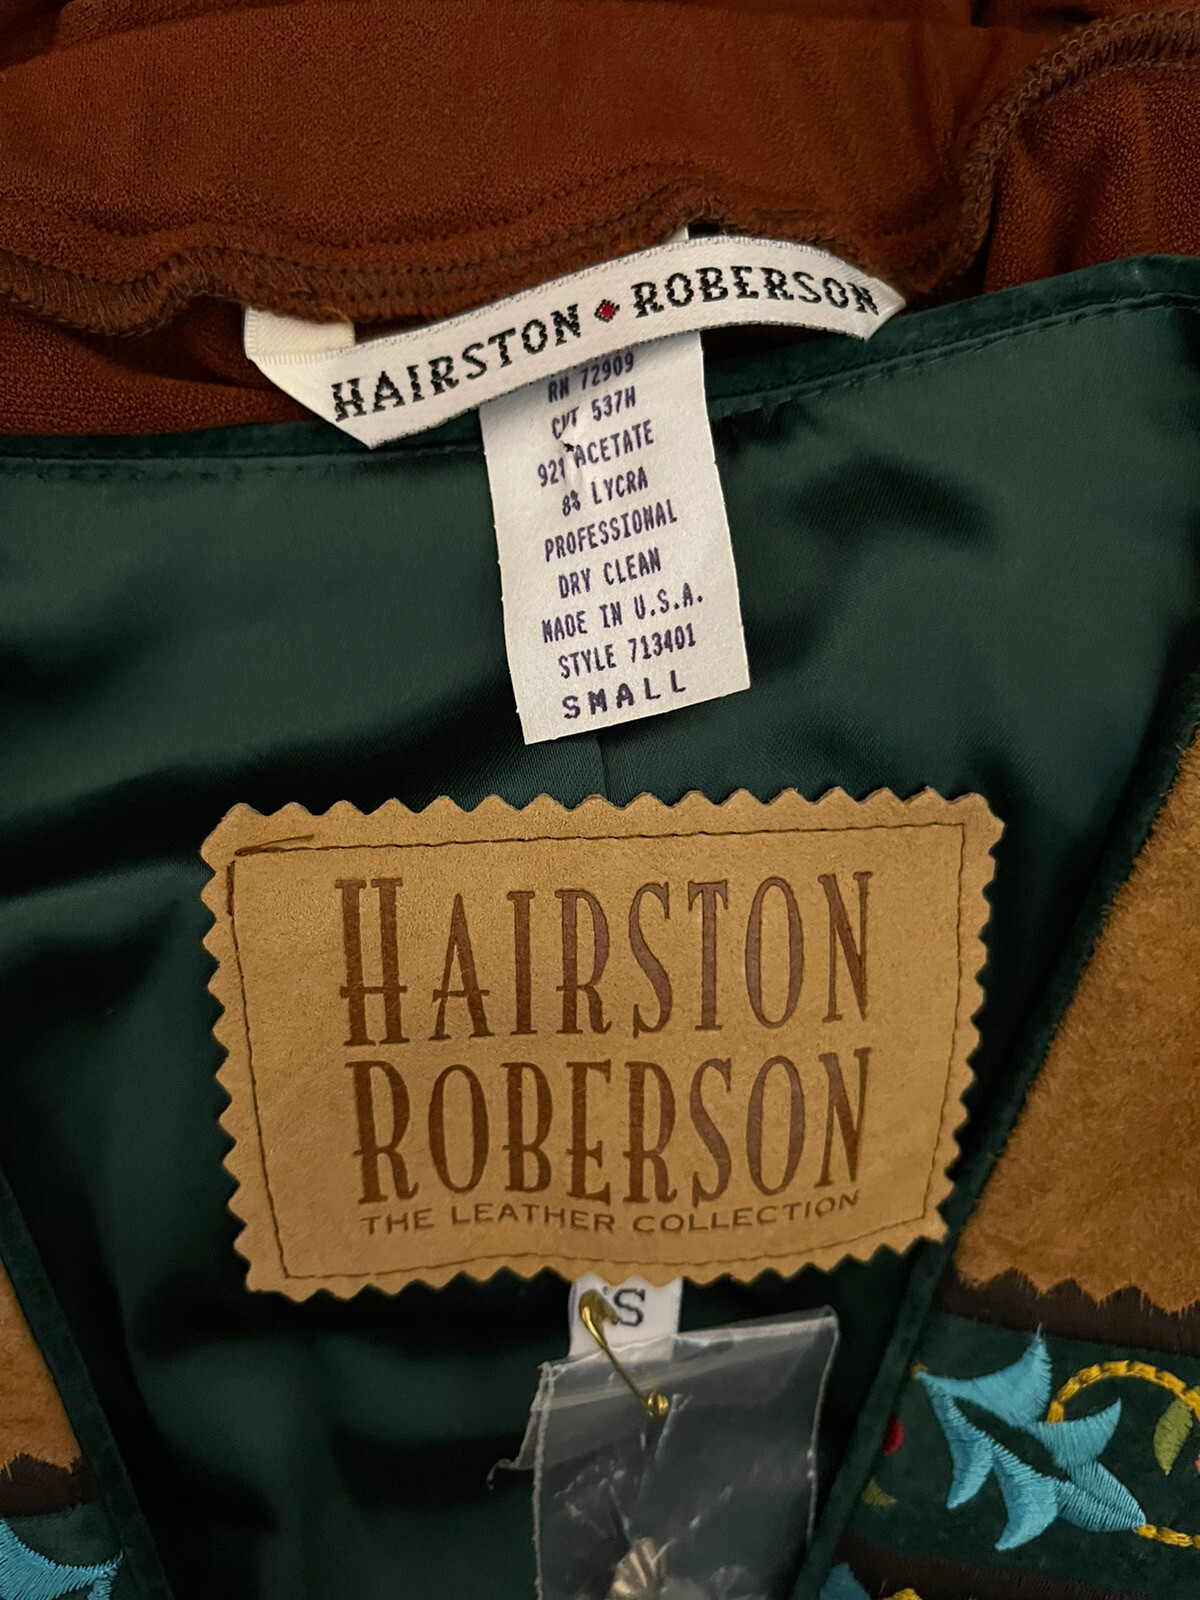 HAIRSTON ROBERSON
RN 72909
CUT 537H
92% ACETATE
8% LYCRA
PROFESSIONAL
DRY CLEAN
MADE IN U.S.A.
STYLE 713401
SMALL
HAIRSTON
ROBERSON
THE LEATHER COLLECTION
S